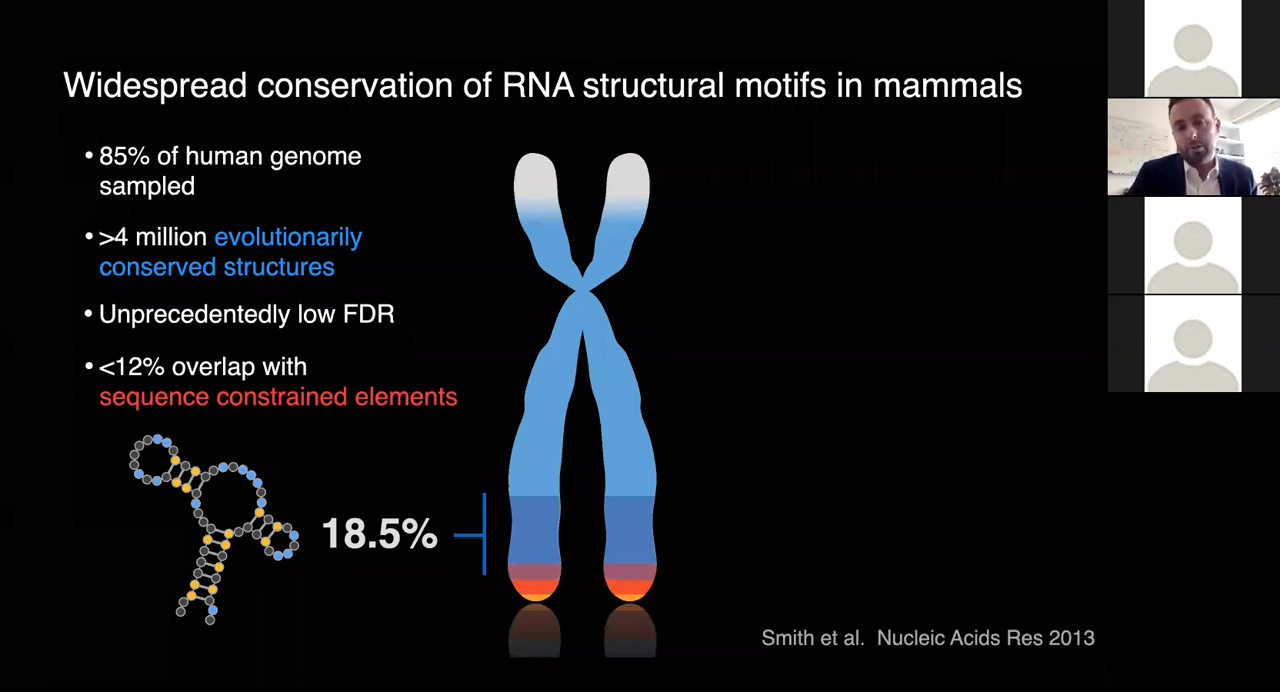 Widespread conservation of RNA structural motifs in mammals
• 85% of human genome
sampled
• >4 million evolutionarily
conserved structures
• Unprecedentedly low FDR
• <12% overlap with
sequence constrained elements
18.5%
Smith et al. Nucleic Acids Res 2013